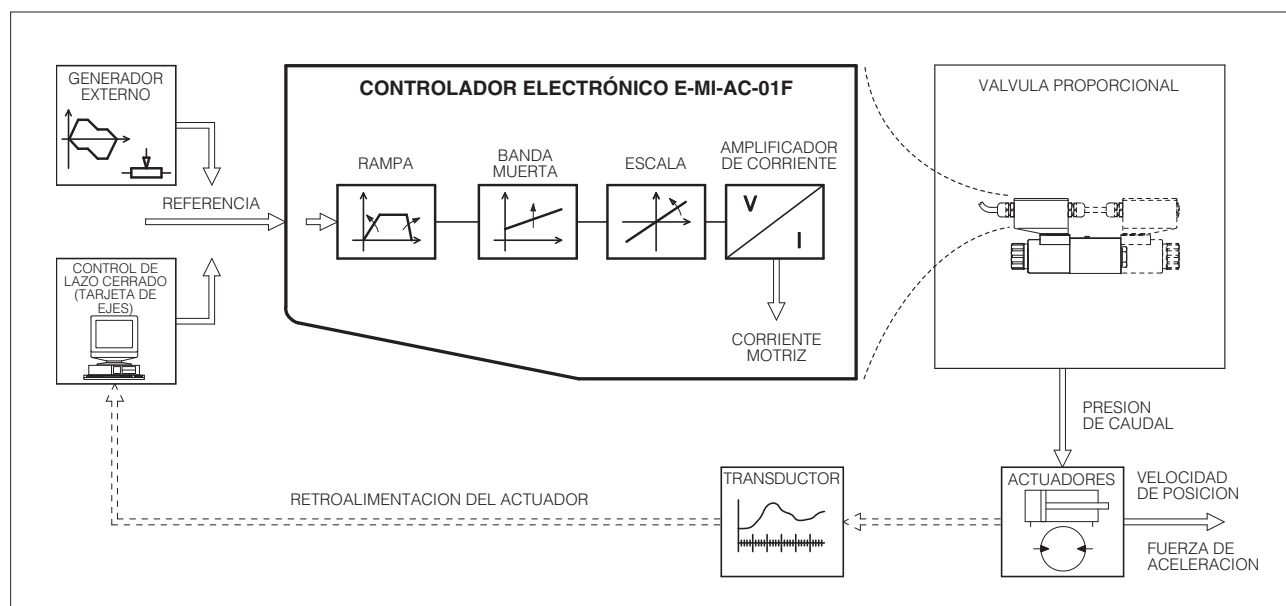 GENERADOR
EXTERNO
CONTROLADOR ELECTRÓNICO E-MI-AC-01F
VALVULA PROPORCIONAL
RAMPA
BANDA
MUERTA
ESCALA
AMPLIFICADOR
DE CORRIENTE
V
I
REFERENCIA
CONTROL DE
LAZO CERRADO
(TARJETA DE
EJES)
CORRIENTE
MOTRIZ
PRESION
DE CAUDAL
RETROALIMENTACION DEL ACTUADOR
TRANSDUCTOR
ACTUADORES
VELOCIDAD
DE POSICION
FUERZA DE
ACELERACION